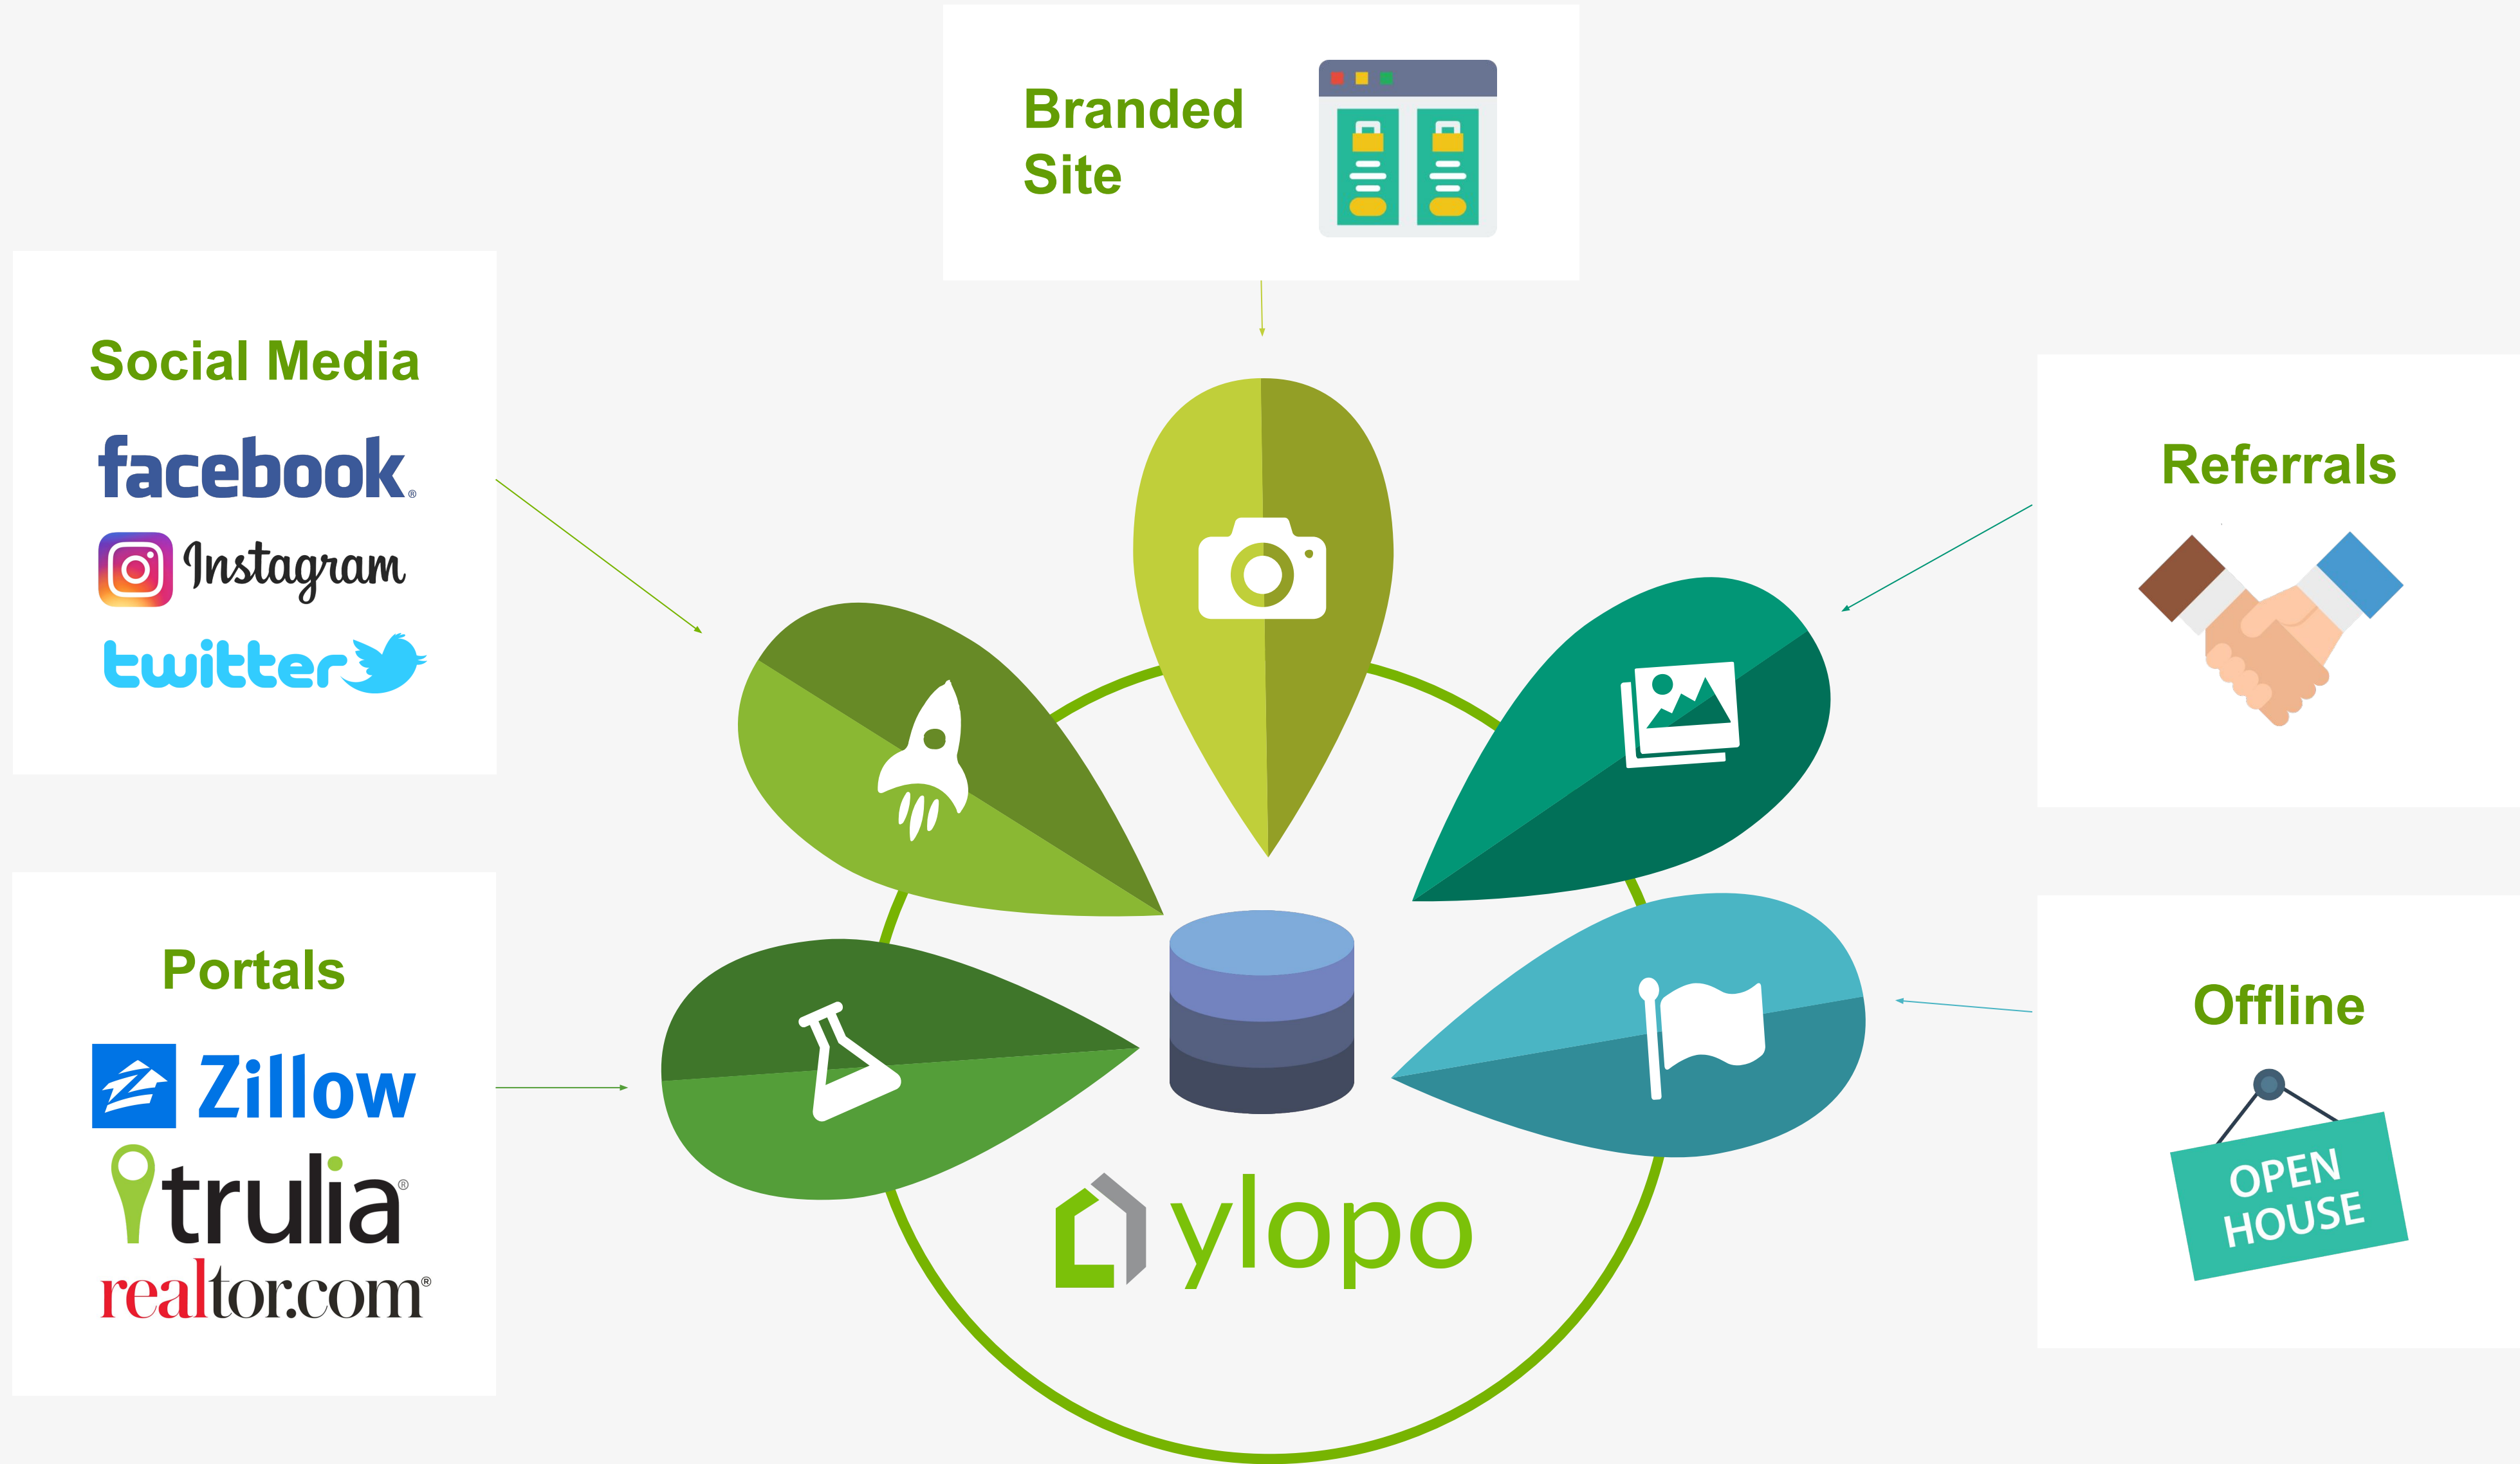 Branded
Site
Social Media
facebook®
Instagram
twitter
Referrals
Portals
Zillow
trulia®
realtor.com®
Offline
OPEN
HOUSE
ylopo